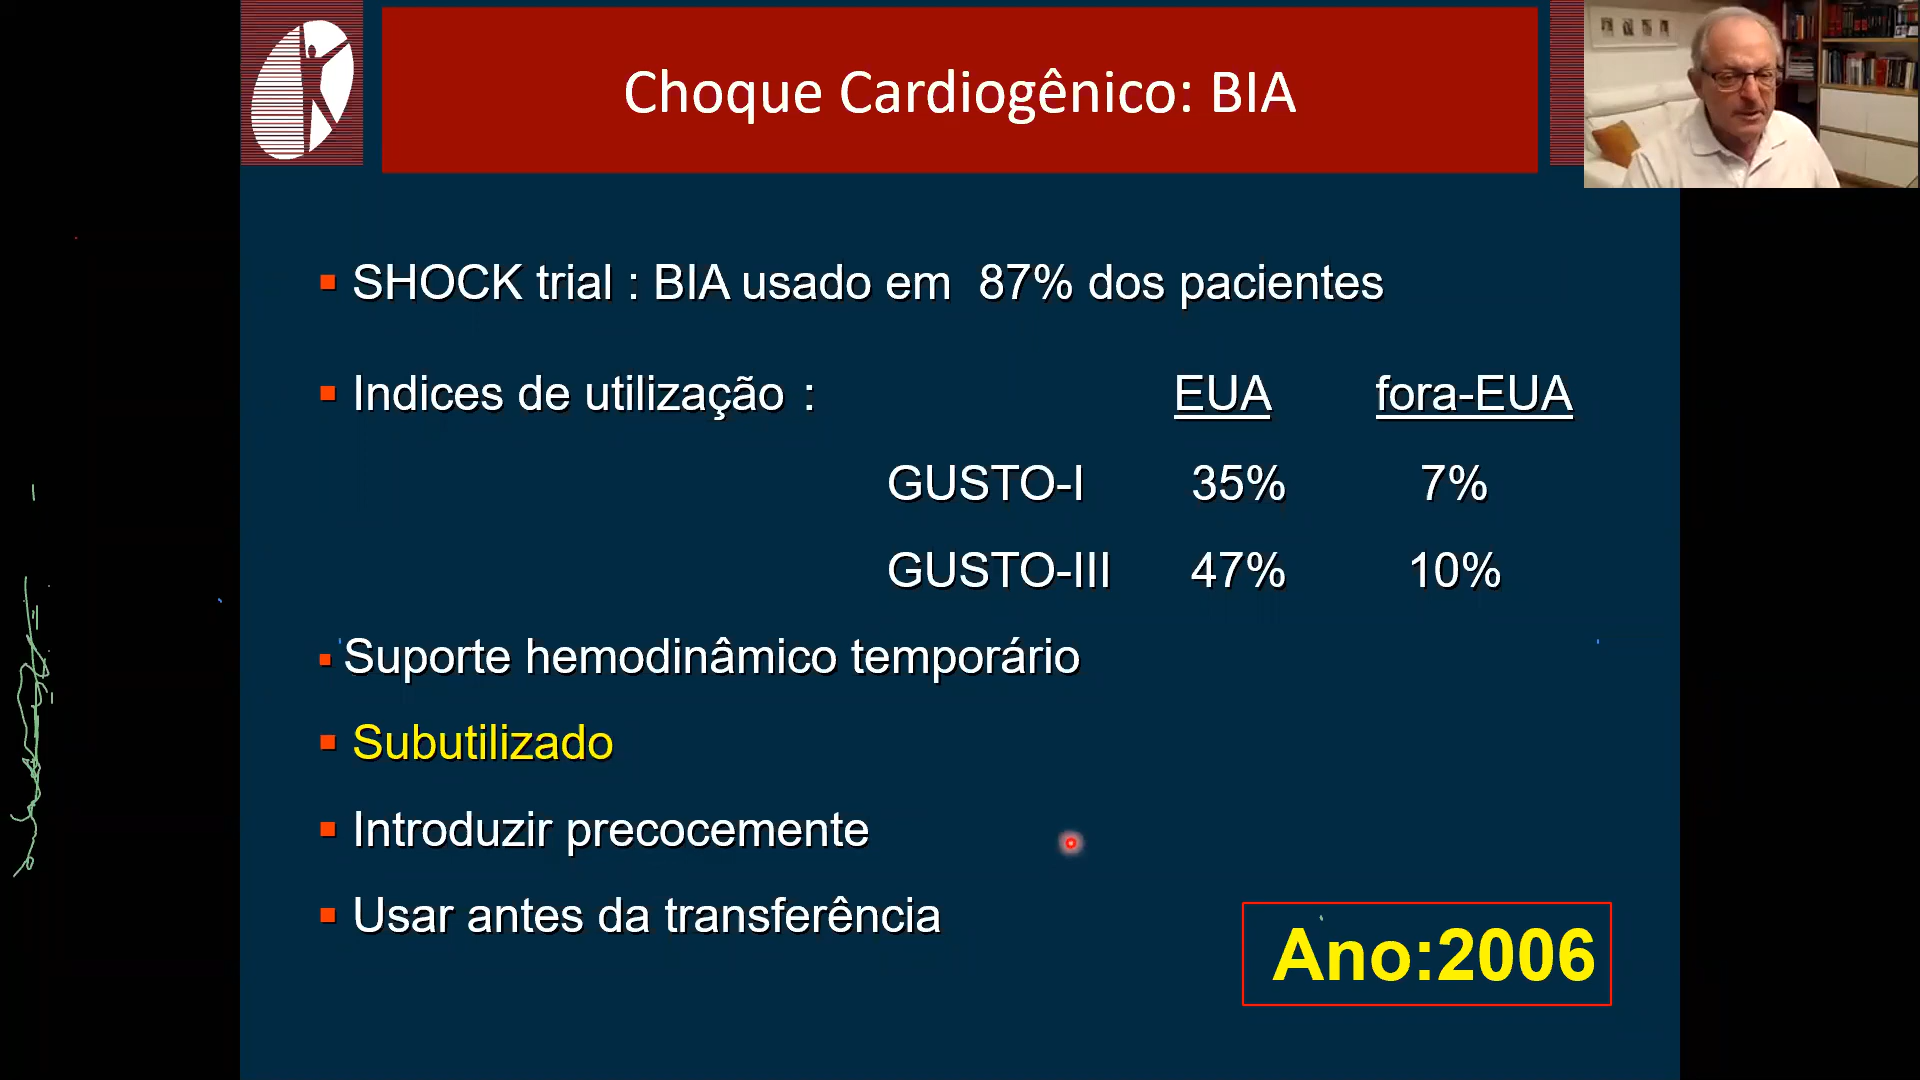 Choque Cardiogênico: BIA
SHOCK trial : BIA usado em 87% dos pacientes
Indices de utilização : EUA fora-EUA
GUSTO-I 35% 7%
GUSTO-III 47% 10%
Suporte hemodinâmico temporário
Subutilizado
Introduzir precocemente
Usar antes da transferência
Ano:2006